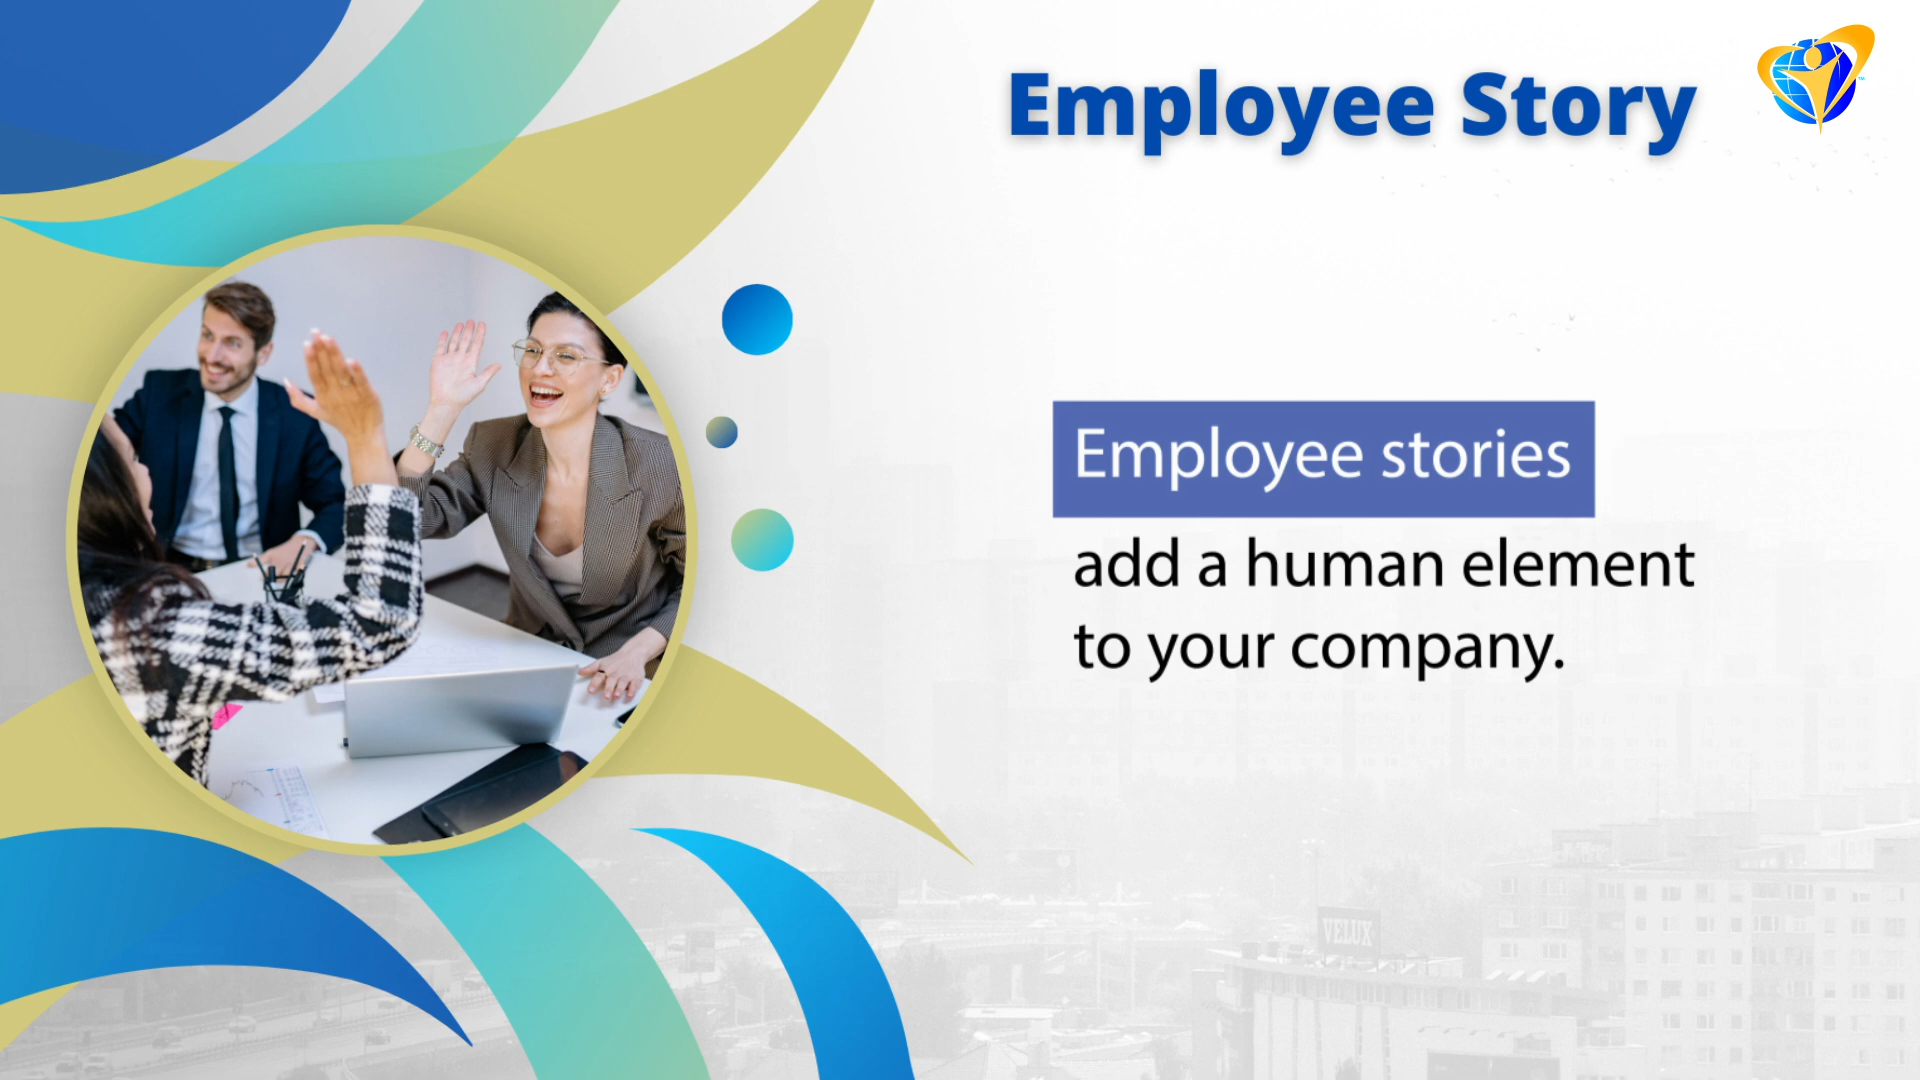 Employee Story
Employee stories
add a human element
to your company.
VELUX